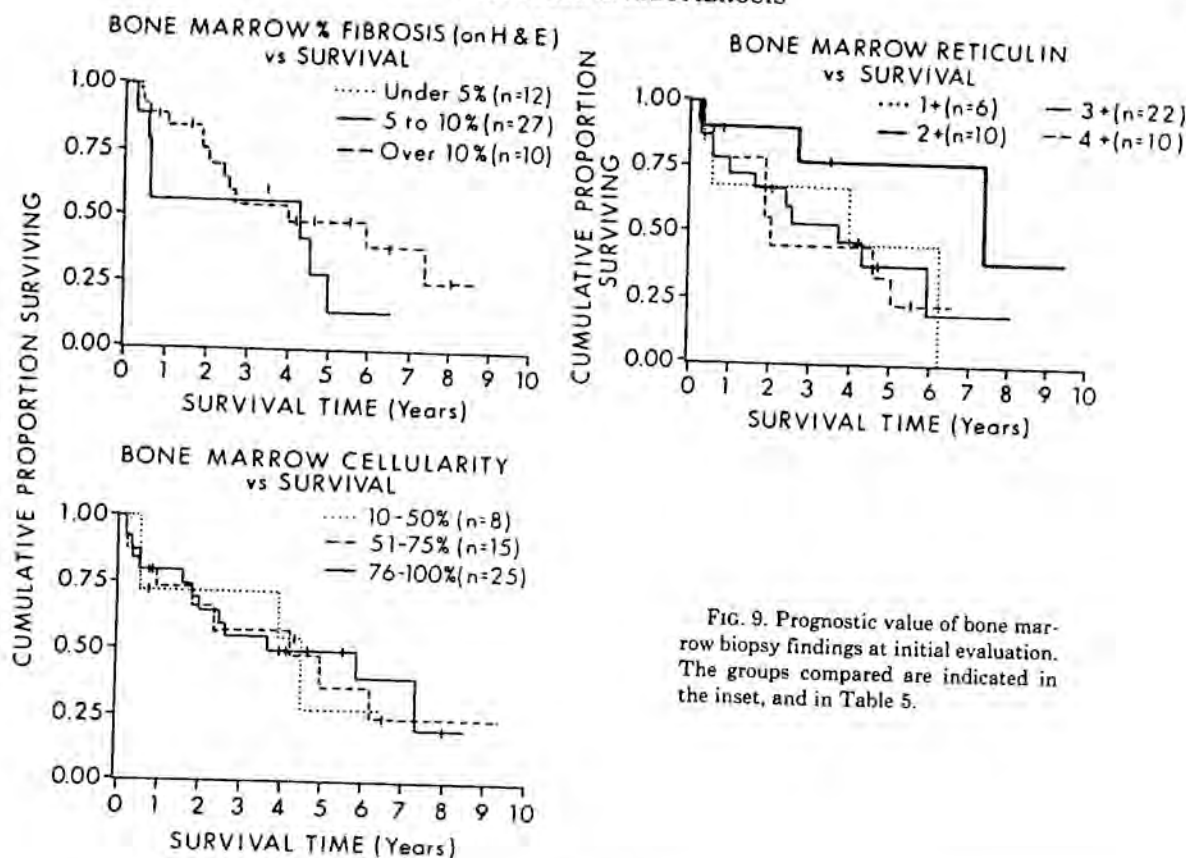 BONE MARROW % FIBROSIS (on H & E)
vs SURVIVAL
Under 5% (n=12)
5 to 10% (n=27)
Over 10% (n=10)
1.00
0.75
0.50
0.25
0.00
0 1 2 3 4 5 6 7 8 9 10
SURVIVAL TIME (Years)
CUMULATIVE PROPORTION SURVIVING
BONE MARROW RETICULIN
vs SURVIVAL
1+(n=6) 3+(n=22)
2+(n=10) 4+(n=10)
CUMULATIVE PROPORTION
SURVIVING
1.00
0.75
0.50
0.25
0.00
0 1 2 3 4 5 6 7 8 9 10
SURVIVAL TIME (Years)
BONE MARROW CELLULARITY
vs SURVIVAL
10-50% (n=8)
51-75% (n=15)
76-100% (n=25)
1.00
0.75
0.50
0.25
0.00
0 1 2 3 4 5 6 7 8 9 10
SURVIVAL TIME (Years)
FIG. 9. Prognostic value of bone mar-
row biopsy findings at initial evaluation.
The groups compared are indicated in
the inset, and in Table 5.